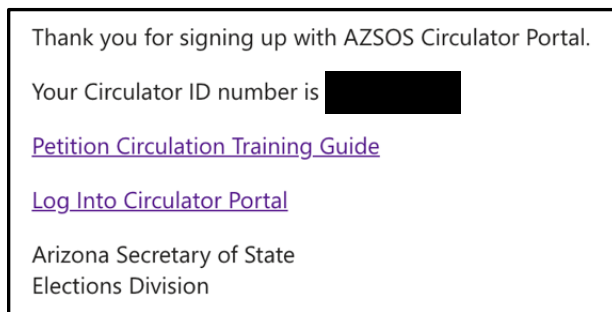 Thank you for signing up with AZSOS Circulator Portal.
Your Circulator ID number is
Petition Circulation Training Guide
Log Into Circulator Portal
Arizona Secretary of State
Elections Division